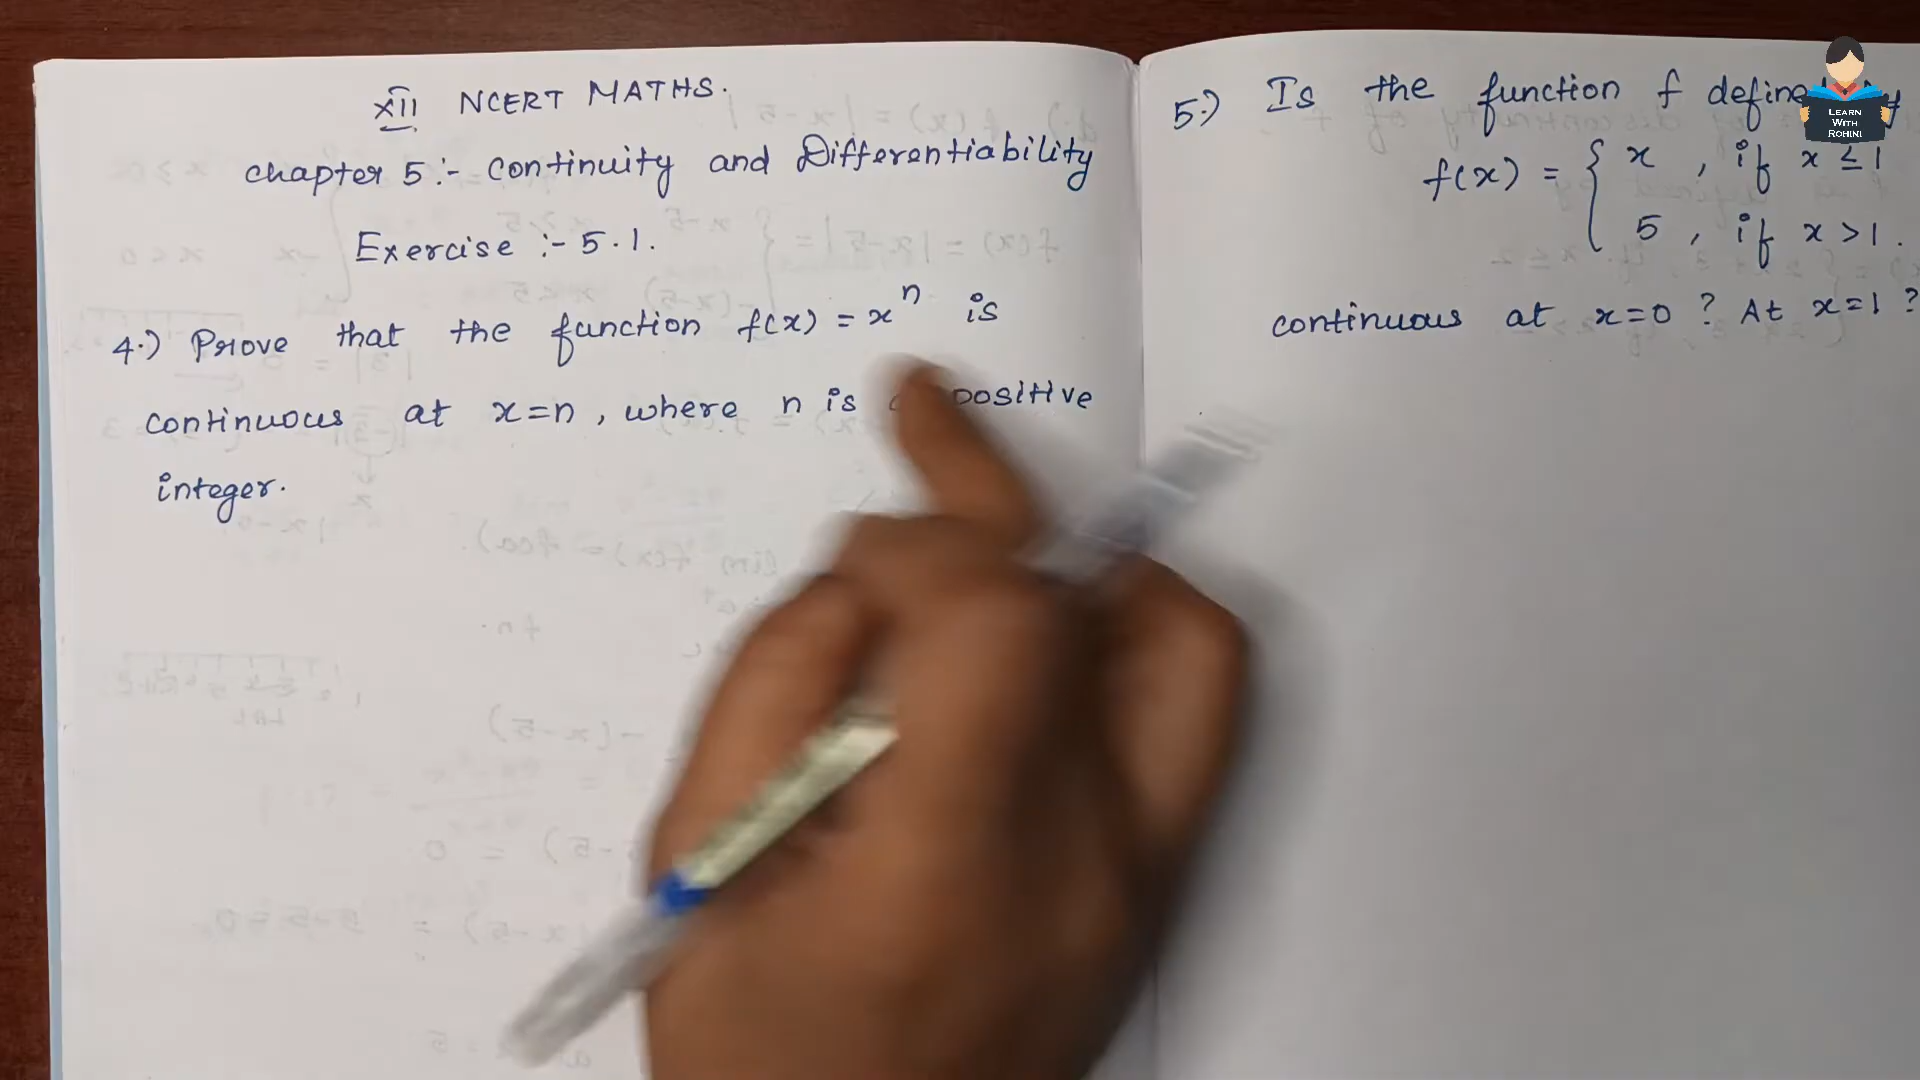 XII NCERT MATHS.
chapter 5:- Continuity and Differentiability
Exercise :- 5.1.
4.) Prove that the function f(x) = xⁿ is
continuous at x=n, where n is a positive
integer.
5.) Is the function f define
f(x) = { x , if x ≤ 1
5 , if x > 1.
continuous at x=0 ? At x=1 ?
LEARN
WITH
ROHINI